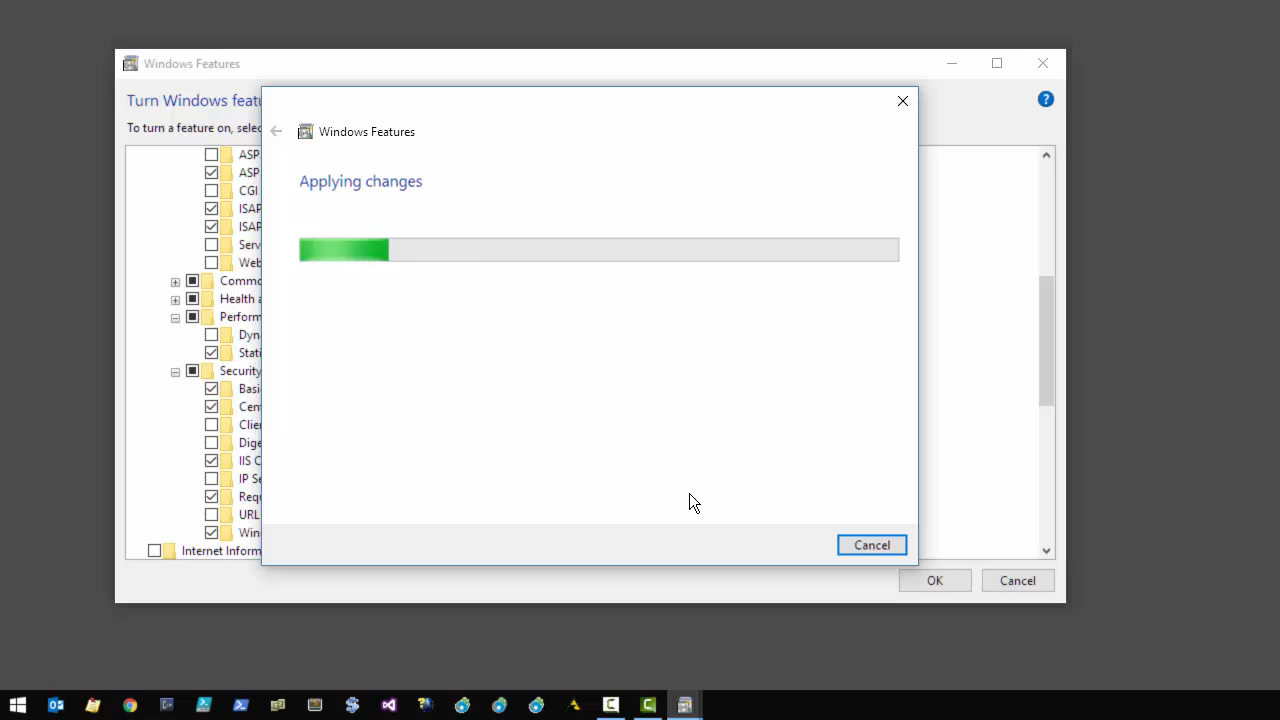 Windows Features
Turn Windows featu
To turn a feature on, selec
Windows Features
Applying changes
ASP
ASP
CGI
ISAP
ISAP
Serv
Web
Commo
Health a
Perform
Dyna
Stati
Security
Basi
Cent
Clie
Dige
IIS C
IP Se
Requ
URL
Win
Internet Inform
Cancel
OK
Cancel